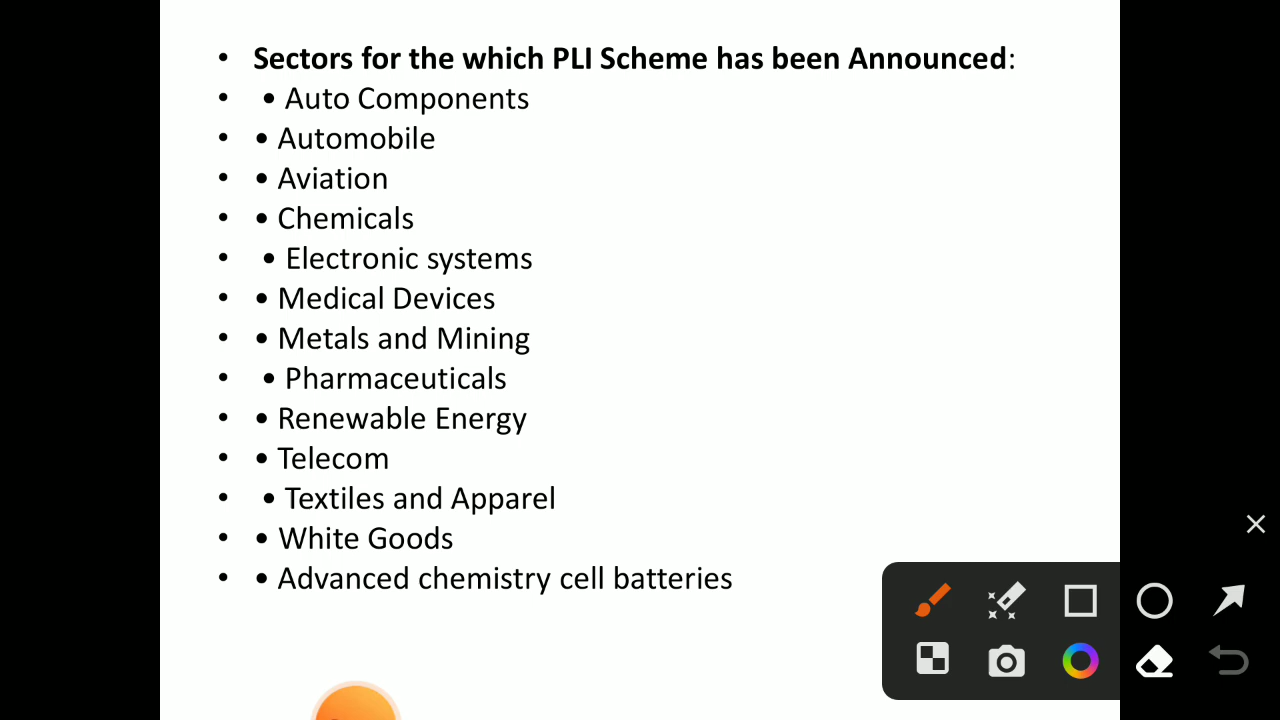 • Sectors for the which PLI Scheme has been Announced:
• • Auto Components
• • Automobile
• • Aviation
• • Chemicals
• • Electronic systems
• • Medical Devices
• • Metals and Mining
• • Pharmaceuticals
• • Renewable Energy
• • Telecom
• • Textiles and Apparel
• • White Goods
• • Advanced chemistry cell batteries